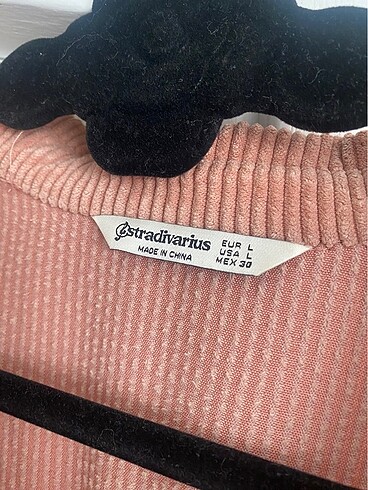 stradivarius
MADE IN CHINA
EUR L
USA L
MEX 30